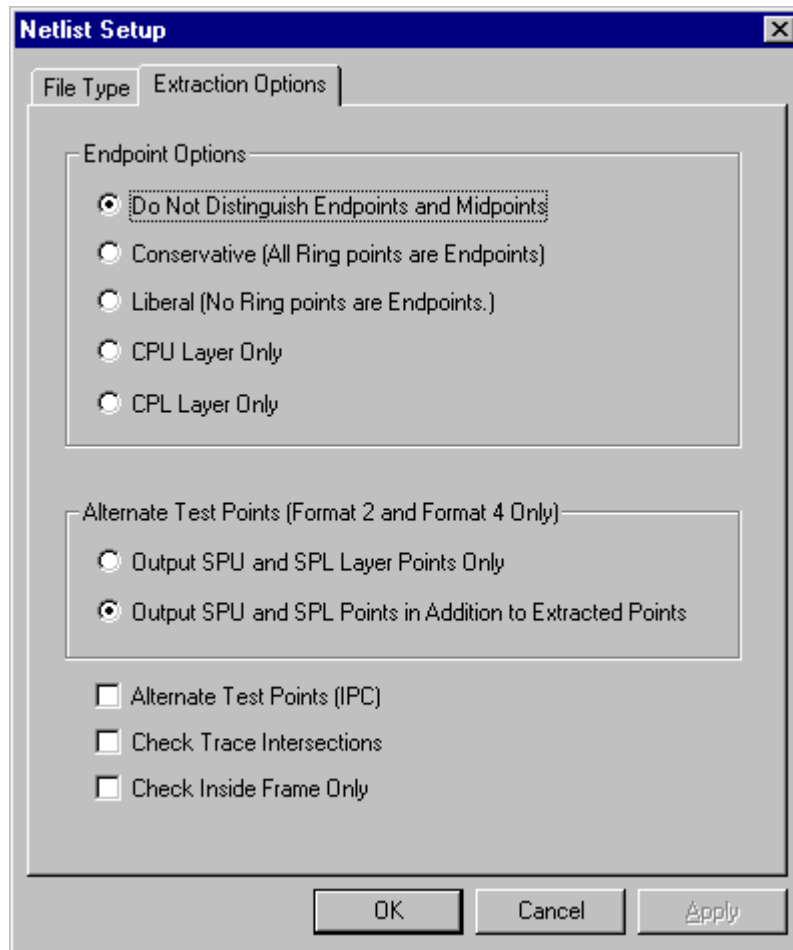 Netlist Setup
File Type
Extraction Options
Endpoint Options
Do Not Distinguish Endpoints and Midpoints
Conservative (All Ring points are Endpoints)
Liberal (No Ring points are Endpoints.)
CPU Layer Only
CPL Layer Only
Alternate Test Points (Format 2 and Format 4 Only)
Output SPU and SPL Layer Points Only
Output SPU and SPL Points in Addition to Extracted Points
Alternate Test Points (IPC)
Check Trace Intersections
Check Inside Frame Only
OK
Cancel
Apply